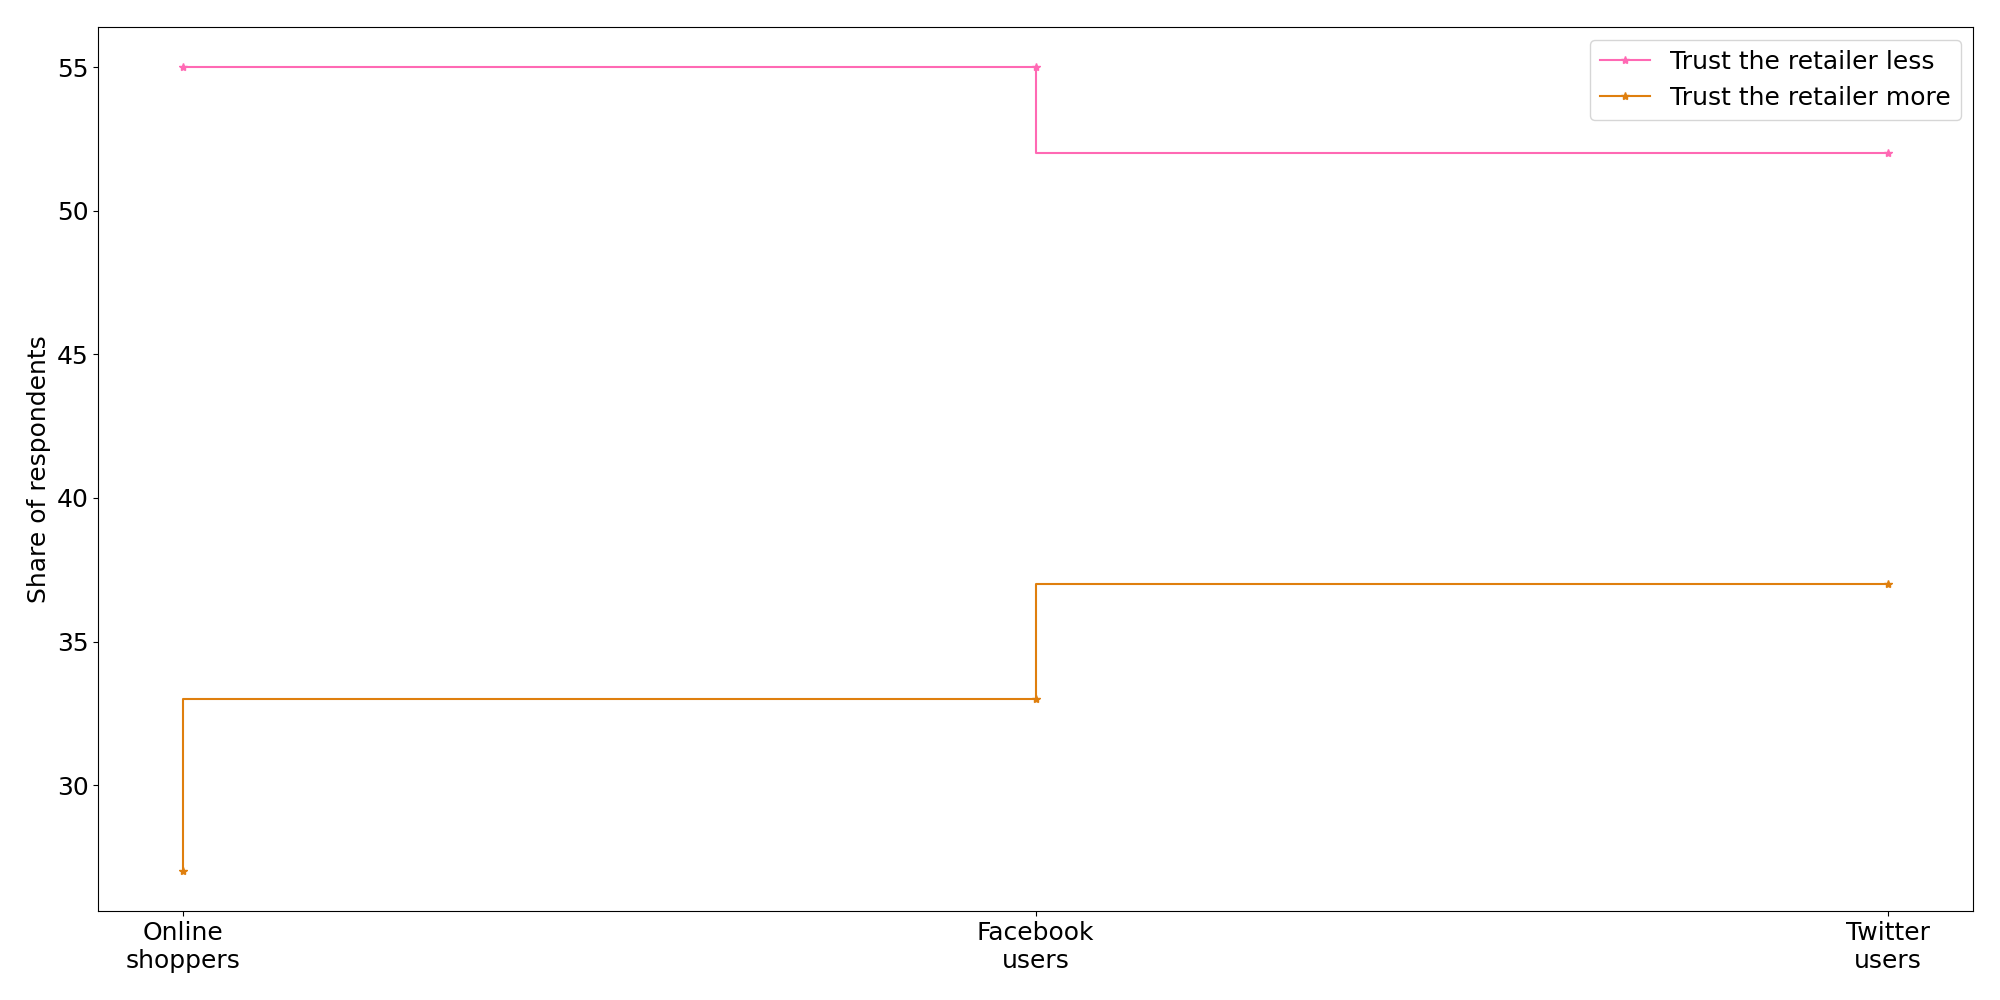 Trust the retailer less
Trust the retailer more
Share of respondents
55
50
45
40
35
30
Online
shoppers
Facebook
users
Twitter
users